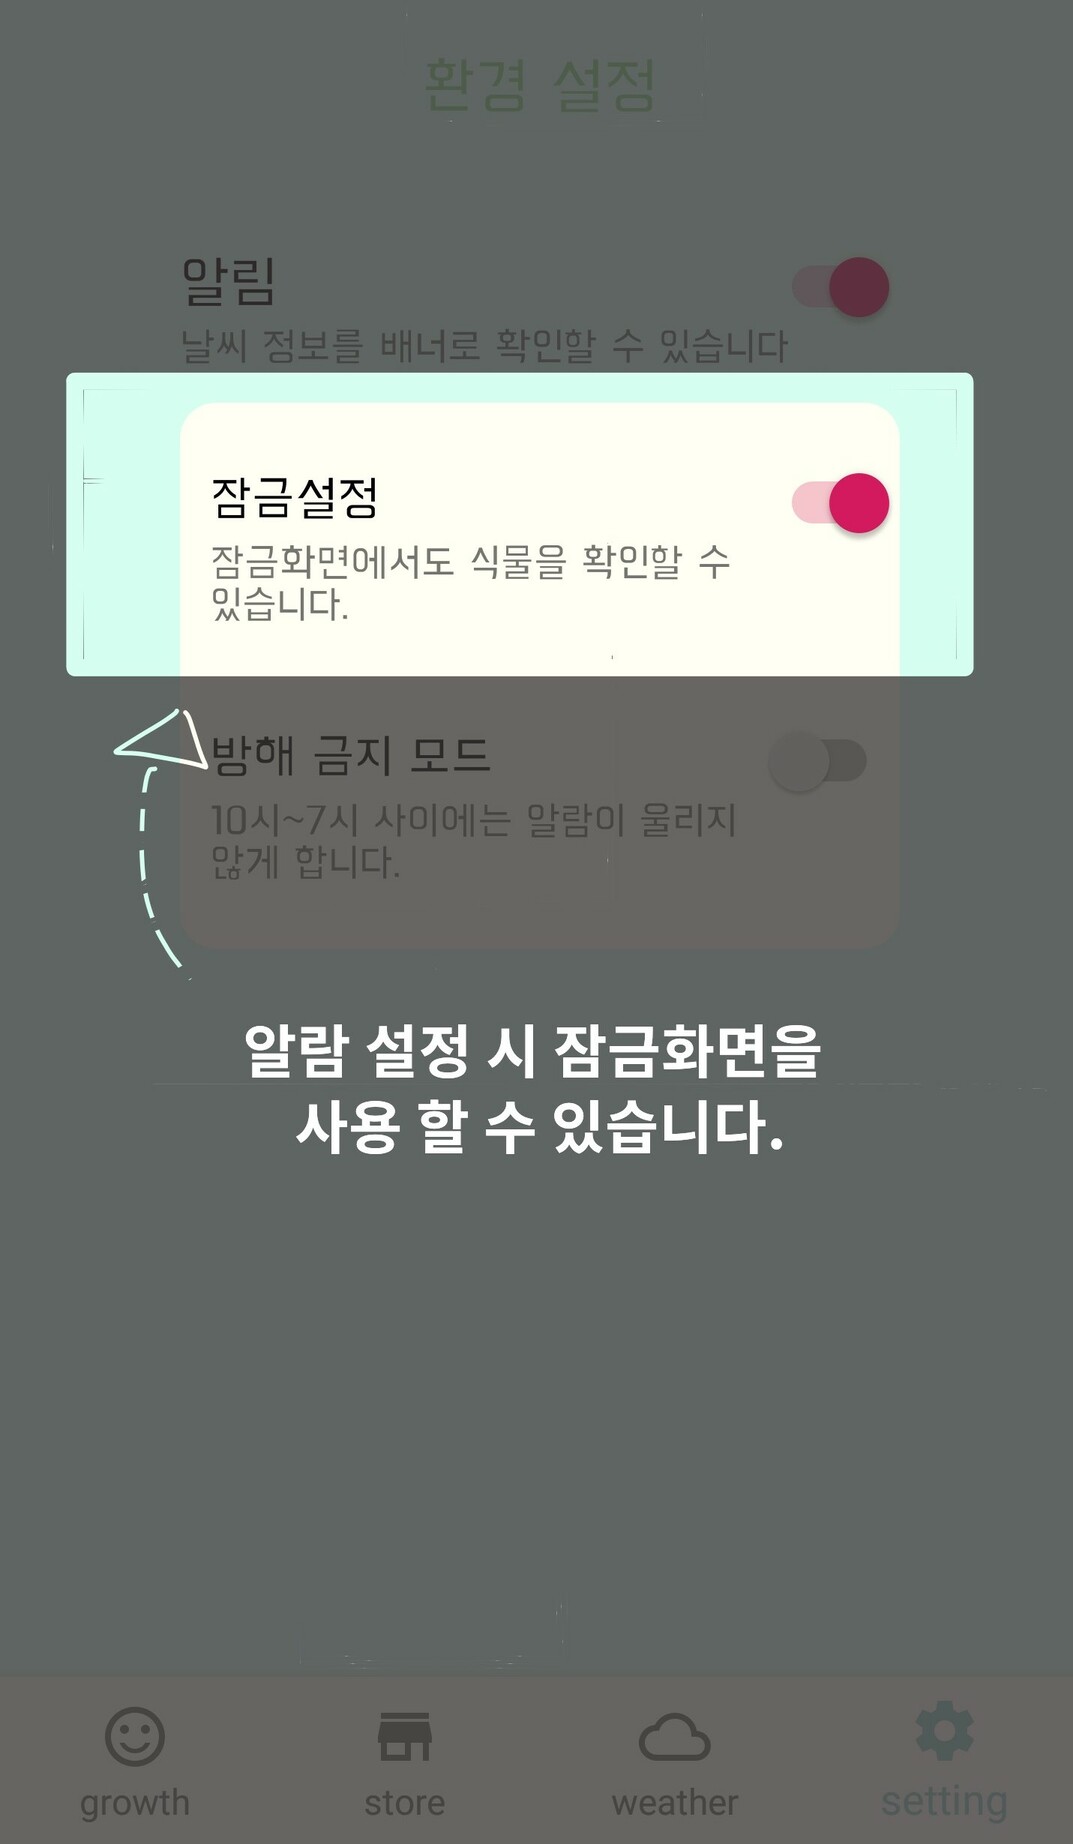 환경 설정
알림
날씨 정보를 배너로 확인할 수 있습니다
잠금설정
잠금화면에서도 식물을 확인할 수
있습니다.
방해 금지 모드
10시~7시 사이에는 알람이 울리지
않게 합니다.
알람 설정 시 잠금화면을
사용 할 수 있습니다.
growth
store
weather
setting